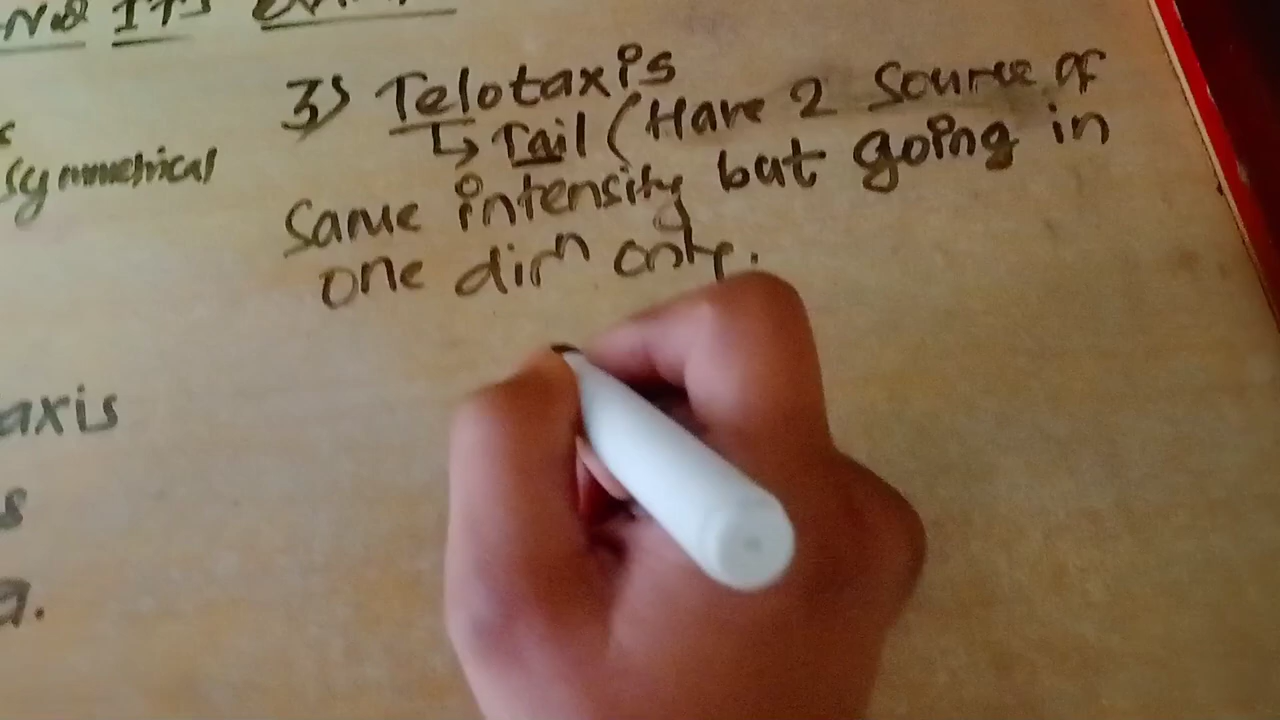 3) Telotaxis
↳ Tail (Have 2 Source of
symmetrical
Same intensity but going in
one dirn only.
axis
s
g.